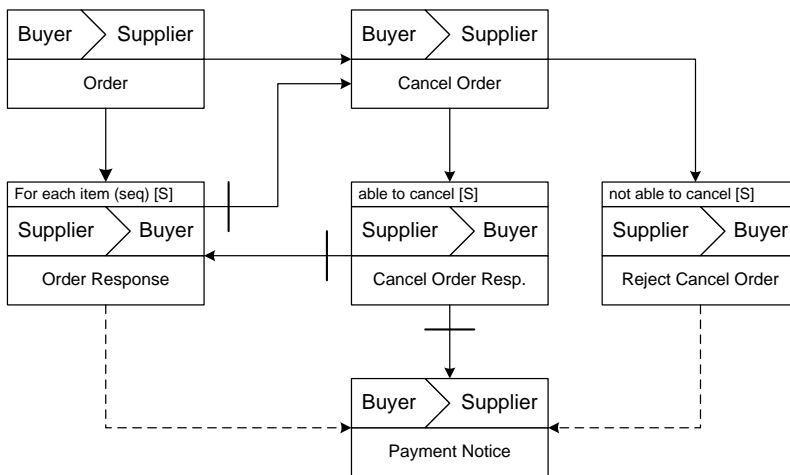 Buyer Supplier
Order
Buyer Supplier
Cancel Order
For each item (seq) [S]
Supplier Buyer
Order Response
able to cancel [S]
Supplier Buyer
Cancel Order Resp.
not able to cancel [S]
Supplier Buyer
Reject Cancel Order
Buyer Supplier
Payment Notice